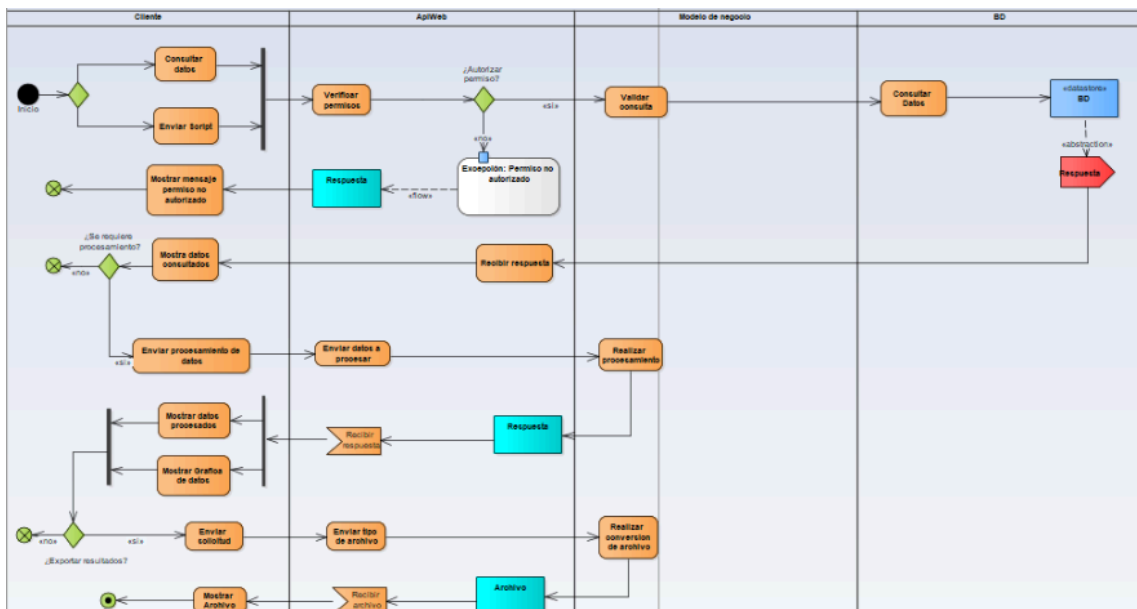 Cliente
ApiWeb
Modelo de negocio
BD
Consultar
datos
Inicio
Enviar Script
Verificar
permisos
¿Autorizar
permiso?
«si»
«no»
Validar
consulta
Consultar
Datos
«datastore»
BD
«abstraction»
Respuesta
Mostrar mensaje
permiso no
autorizado
Respuesta
«flow»
Excepción: Permiso no
autorizado
¿Se requiere
procesamiento?
«no»
Mostra datos
consultados
Recibir respuesta
«si»
Enviar procesamiento de
datos
Enviar datos a
procesar
Realizar
procesamiento
Mostrar datos
procesados
Mostrar Grafica
de datos
Recibir
respuesta
Respuesta
«no»
«si»
¿Exportar resultados?
Enviar
solicitud
Enviar tipo
de archivo
Realizar
conversion
de archivo
Mostrar
Archivo
Recibir
archivo
Archivo